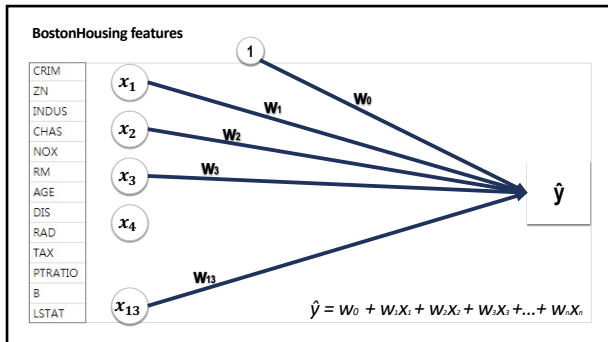 BostonHousing features
1
CRIM
ZN
INDUS
CHAS
NOX
RM
AGE
DIS
RAD
TAX
PTRATIO
B
LSTAT
x₁
x₂
x₃
x₄
x₁₃
W₀
W₁
W₂
W₃
W₁₃
ŷ
ŷ = w₀ + w₁x₁ + w₂x₂ + w₃x₃ +...+ wₙxₙ